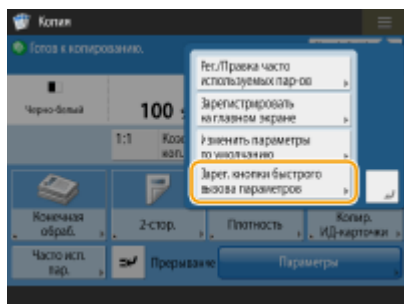 Копия
Готов к копированию.
Рег./Правка часто
используемых пар-ов
Зарегистрировать
на главном экране
Изменить параметры
по умолчанию
Зарег. кнопки быстрого
вызова параметров
Черно-белый
100
1:1
Конечная
обраб.
2-стор.
Плотность
Копир.
ИД-карточки
Часто исп.
пар.
Прерывание
Параметры